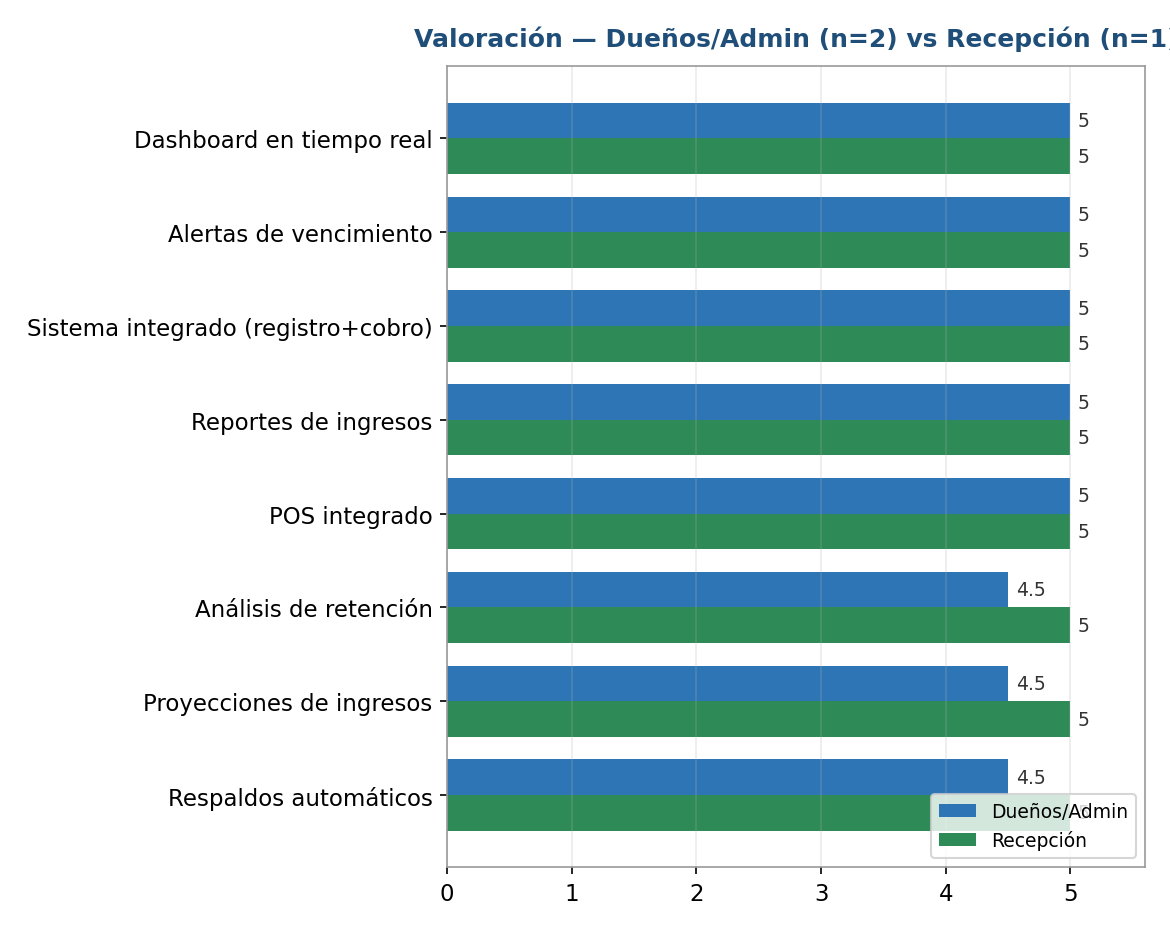 Valoración — Dueños/Admin (n=2) vs Recepción (n=1)
Dashboard en tiempo real
5
5
Alertas de vencimiento
5
5
Sistema integrado (registro+cobro)
5
5
Reportes de ingresos
5
5
POS integrado
5
5
Análisis de retención
4.5
5
Proyecciones de ingresos
4.5
5
Respaldos automáticos
4.5
Dueños/Admin
Recepción
0 1 2 3 4 5